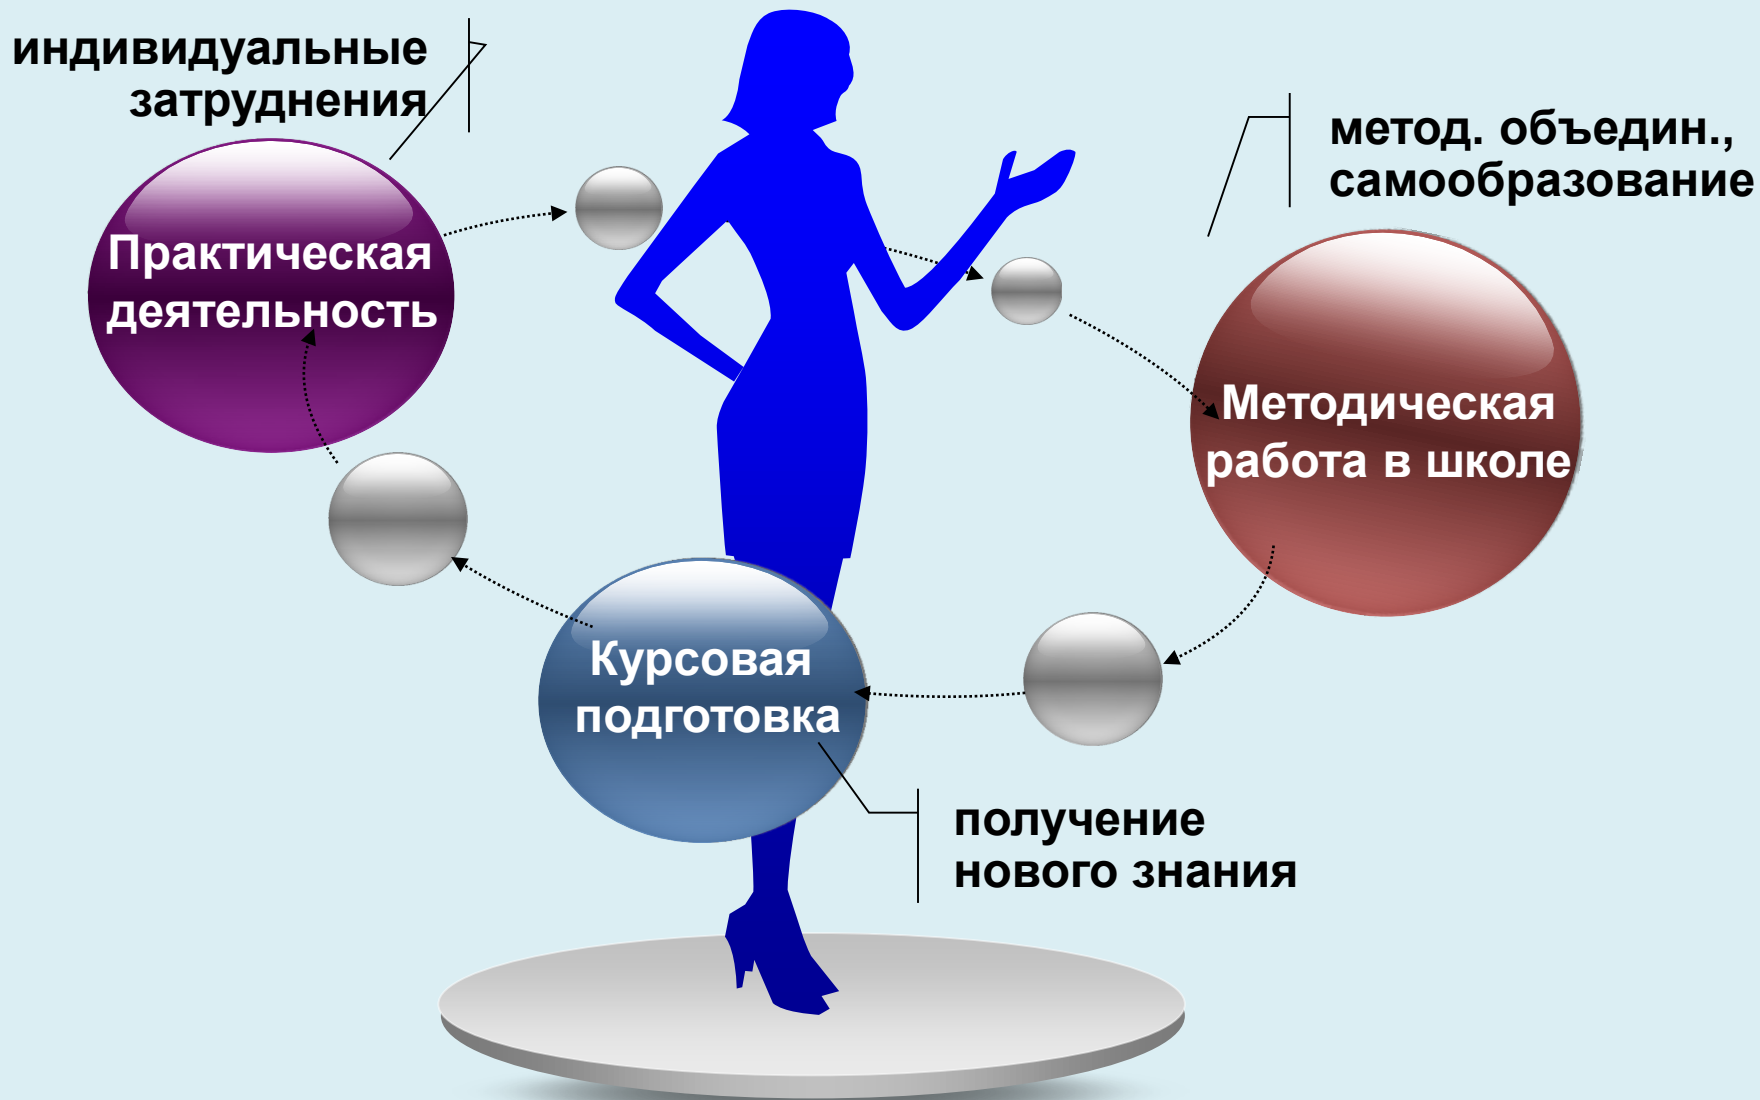 индивидуальные
затруднения
метод. объедин.,
самообразование
Практическая
деятельность
Методическая
работа в школе
Курсовая
подготовка
получение
нового знания